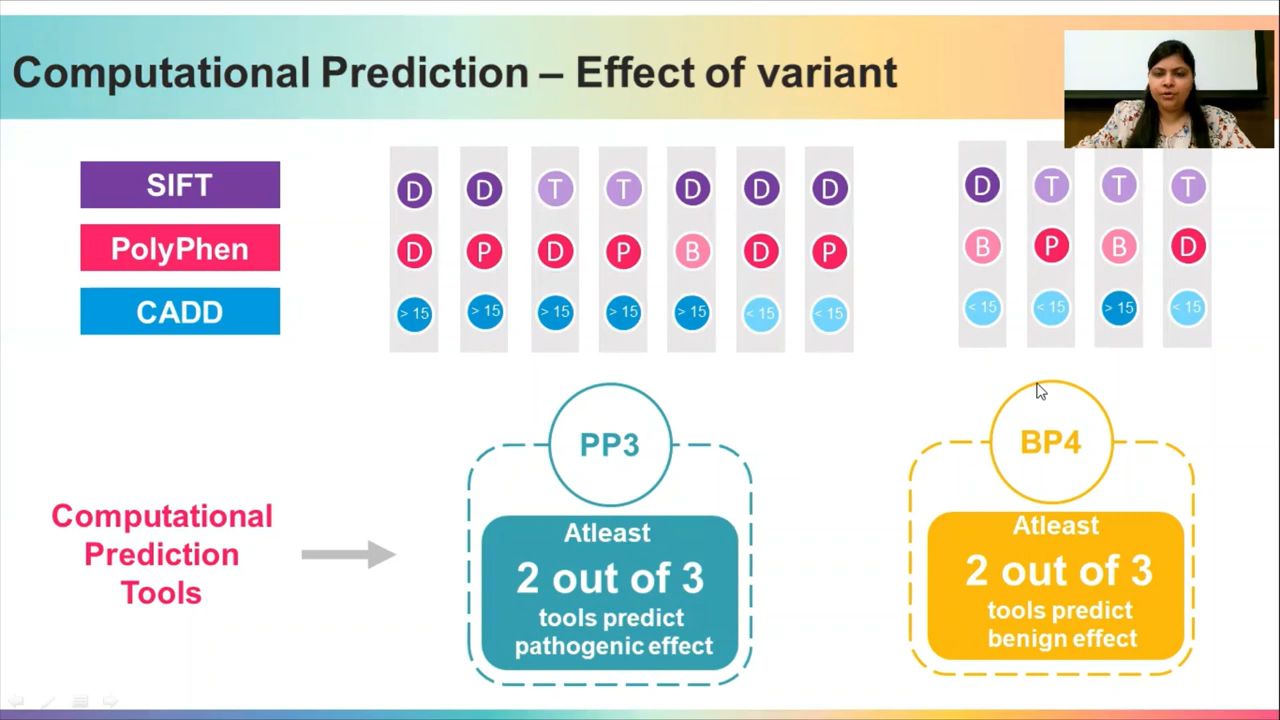 Computational Prediction – Effect of variant
SIFT
D D T T D D D
D T T T
PolyPhen
D P D P B D P
B P B D
CADD
> 15 > 15 > 15 > 15 > 15 < 15 < 15
< 15 < 15 > 15 < 15
Computational
Prediction
Tools
PP3
Atleast
2 out of 3
tools predict
pathogenic effect
BP4
Atleast
2 out of 3
tools predict
benign effect